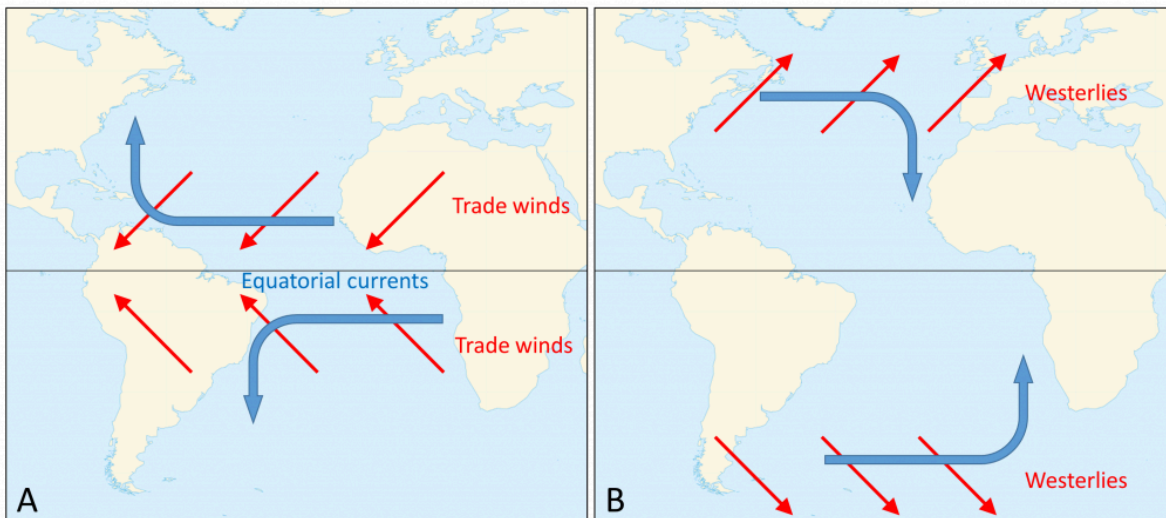 Trade winds
Equatorial currents
Trade winds
A
Westerlies
Westerlies
B